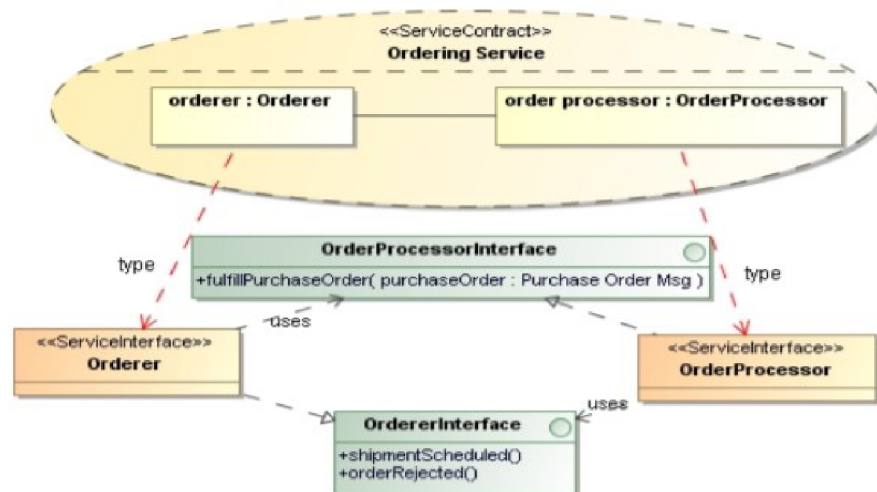 <<ServiceContract>>
Ordering Service
orderer : Orderer
order processor : OrderProcessor
type
OrderProcessorInterface
+fulfillPurchaseOrder( purchaseOrder : Purchase Order Msg )
type
uses
<<ServiceInterface>>
Orderer
<<ServiceInterface>>
OrderProcessor
uses
OrdererInterface
+shipmentScheduled()
+orderRejected()